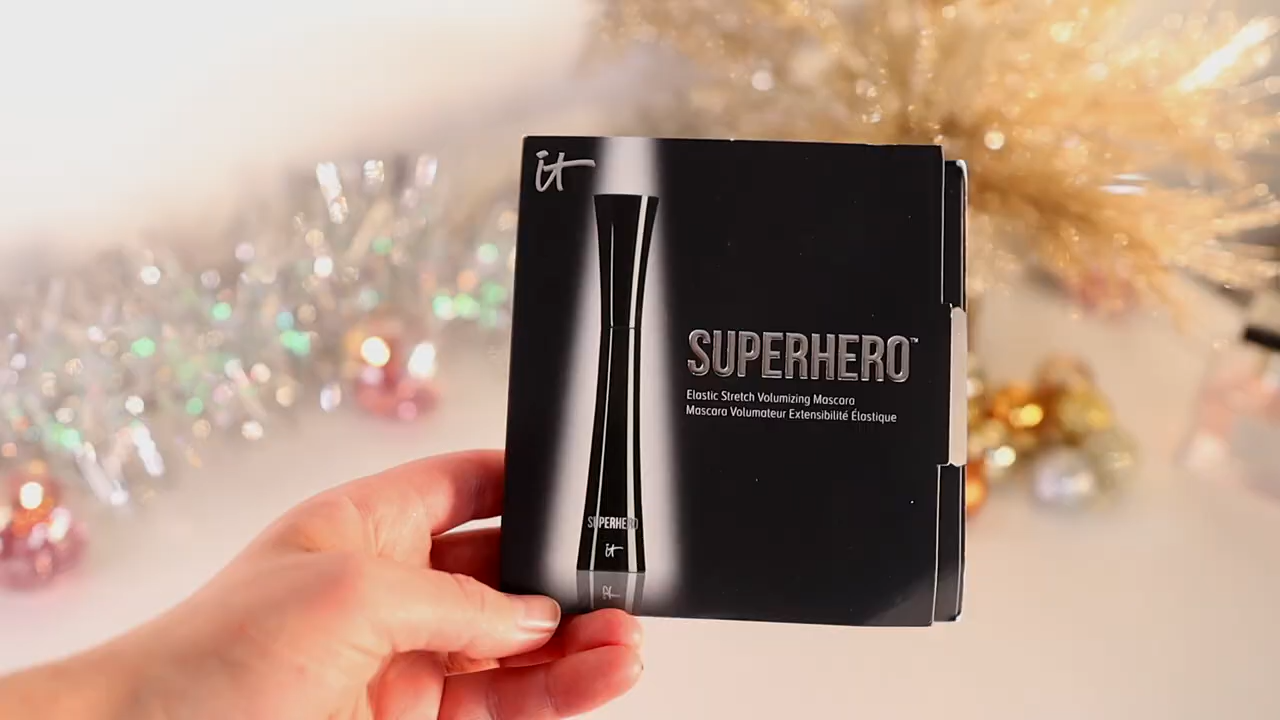 it
SUPERHERO™
Elastic Stretch Volumizing Mascara
Mascara Volumateur Extensibilité Élastique
SUPERHERO
it